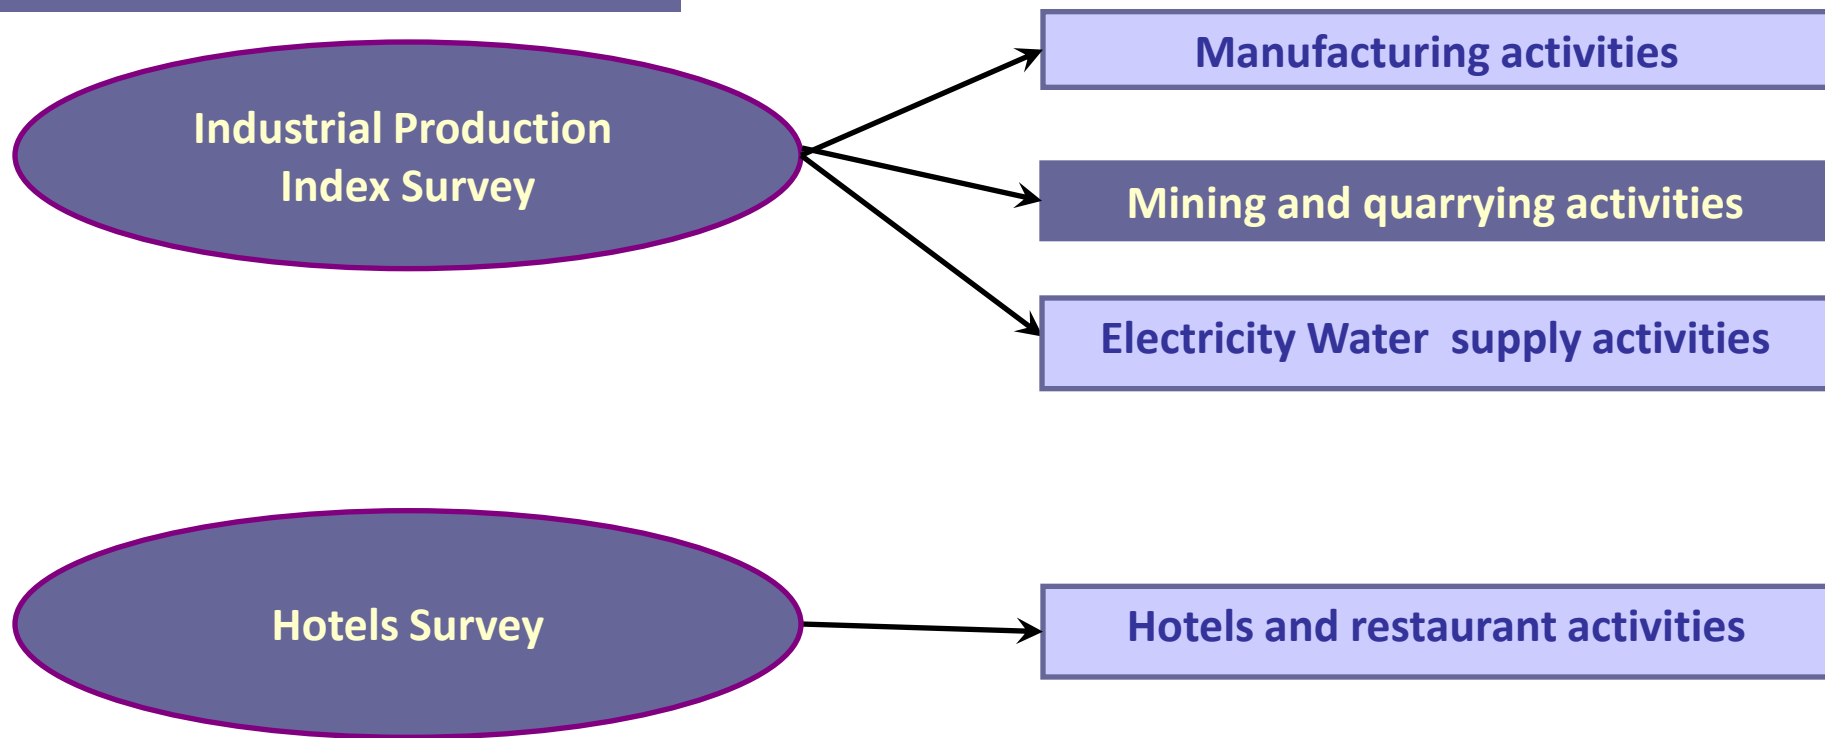 Industrial Production
Index Survey
Manufacturing activities
Mining and quarrying activities
Electricity Water  supply activities
Hotels Survey
Hotels and restaurant activities